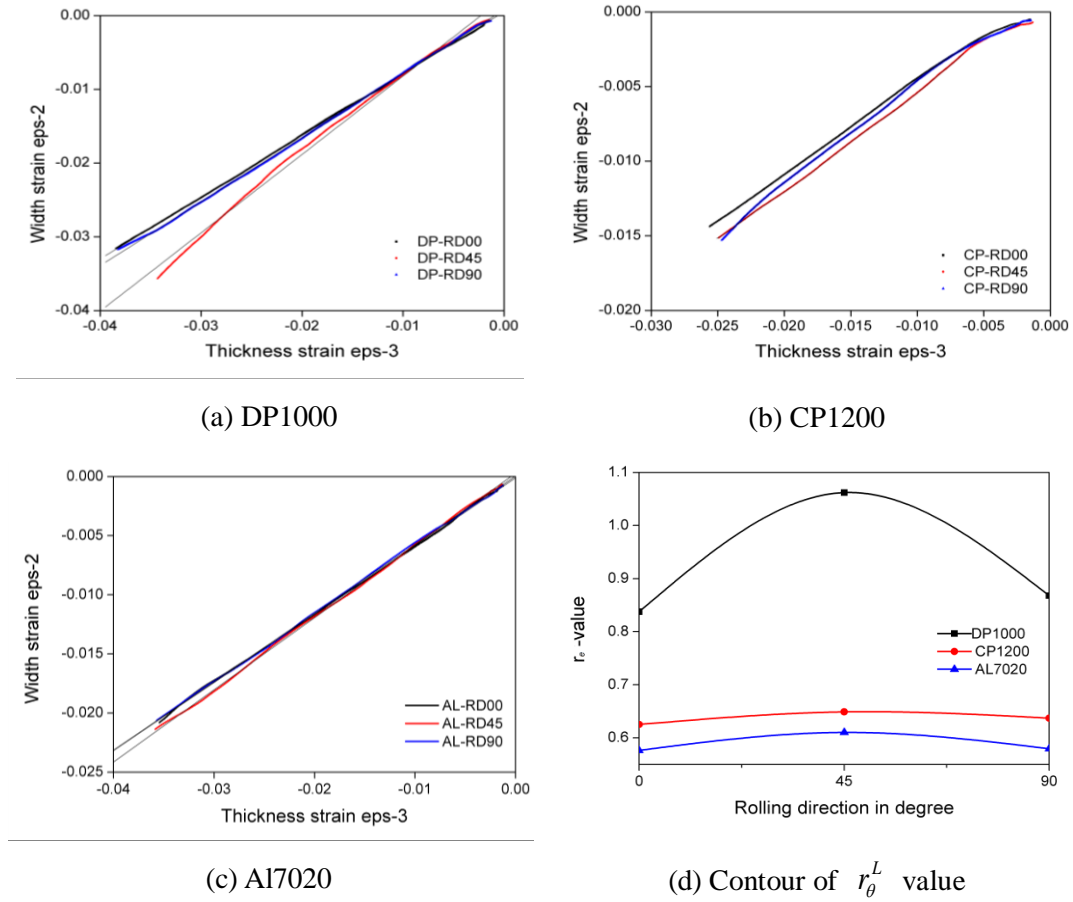 0.00
-0.01
-0.02
-0.03
-0.04
Width strain eps-2
DP-RD00
DP-RD45
DP-RD90
-0.04 -0.03 -0.02 -0.01 0.00
Thickness strain eps-3
(a) DP1000
0.000
-0.005
-0.010
-0.015
-0.020
Width strain eps-2
CP-RD00
CP-RD45
CP-RD90
-0.030 -0.025 -0.020 -0.015 -0.010 -0.005 0.000
Thickness strain eps-3
(b) CP1200
0.000
-0.005
-0.010
-0.015
-0.020
-0.025
Width strain eps-2
AL-RD00
AL-RD45
AL-RD90
-0.04 -0.03 -0.02 -0.01 0.00
Thickness strain eps-3
(c) Al7020
1.1
1.0
0.9
0.8
0.7
0.6
rθ -value
DP1000
CP1200
AL7020
0 45 90
Rolling direction in degree
(d) Contour of r_θ^L value